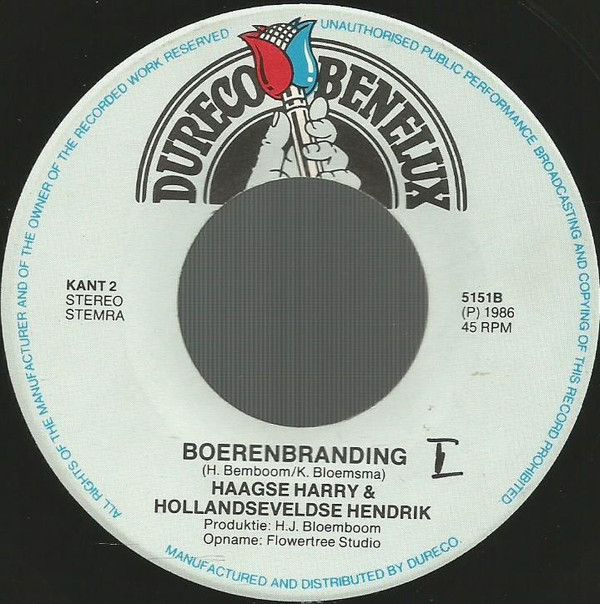 ALL RIGHTS OF THE MANUFACTURER AND OF THE OWNER OF THE RECORDED WORK RESERVED
UNAUTHORISED PUBLIC PERFORMANCE BROADCASTING AND COPYING OF THIS RECORD PROHIBITED
DURECO BENELUX
KANT 2
STEREO
STEMRA
5151B
(P) 1986
45 RPM
BOERENBRANDING I
(H. Bemboom/K. Bloemsma)
HAAGSE HARRY &
HOLLANDSEVELDSE HENDRIK
Produktie: H.J. Bloemboom
Opname: Flowertree Studio
MANUFACTURED AND DISTRIBUTED BY DURECO.